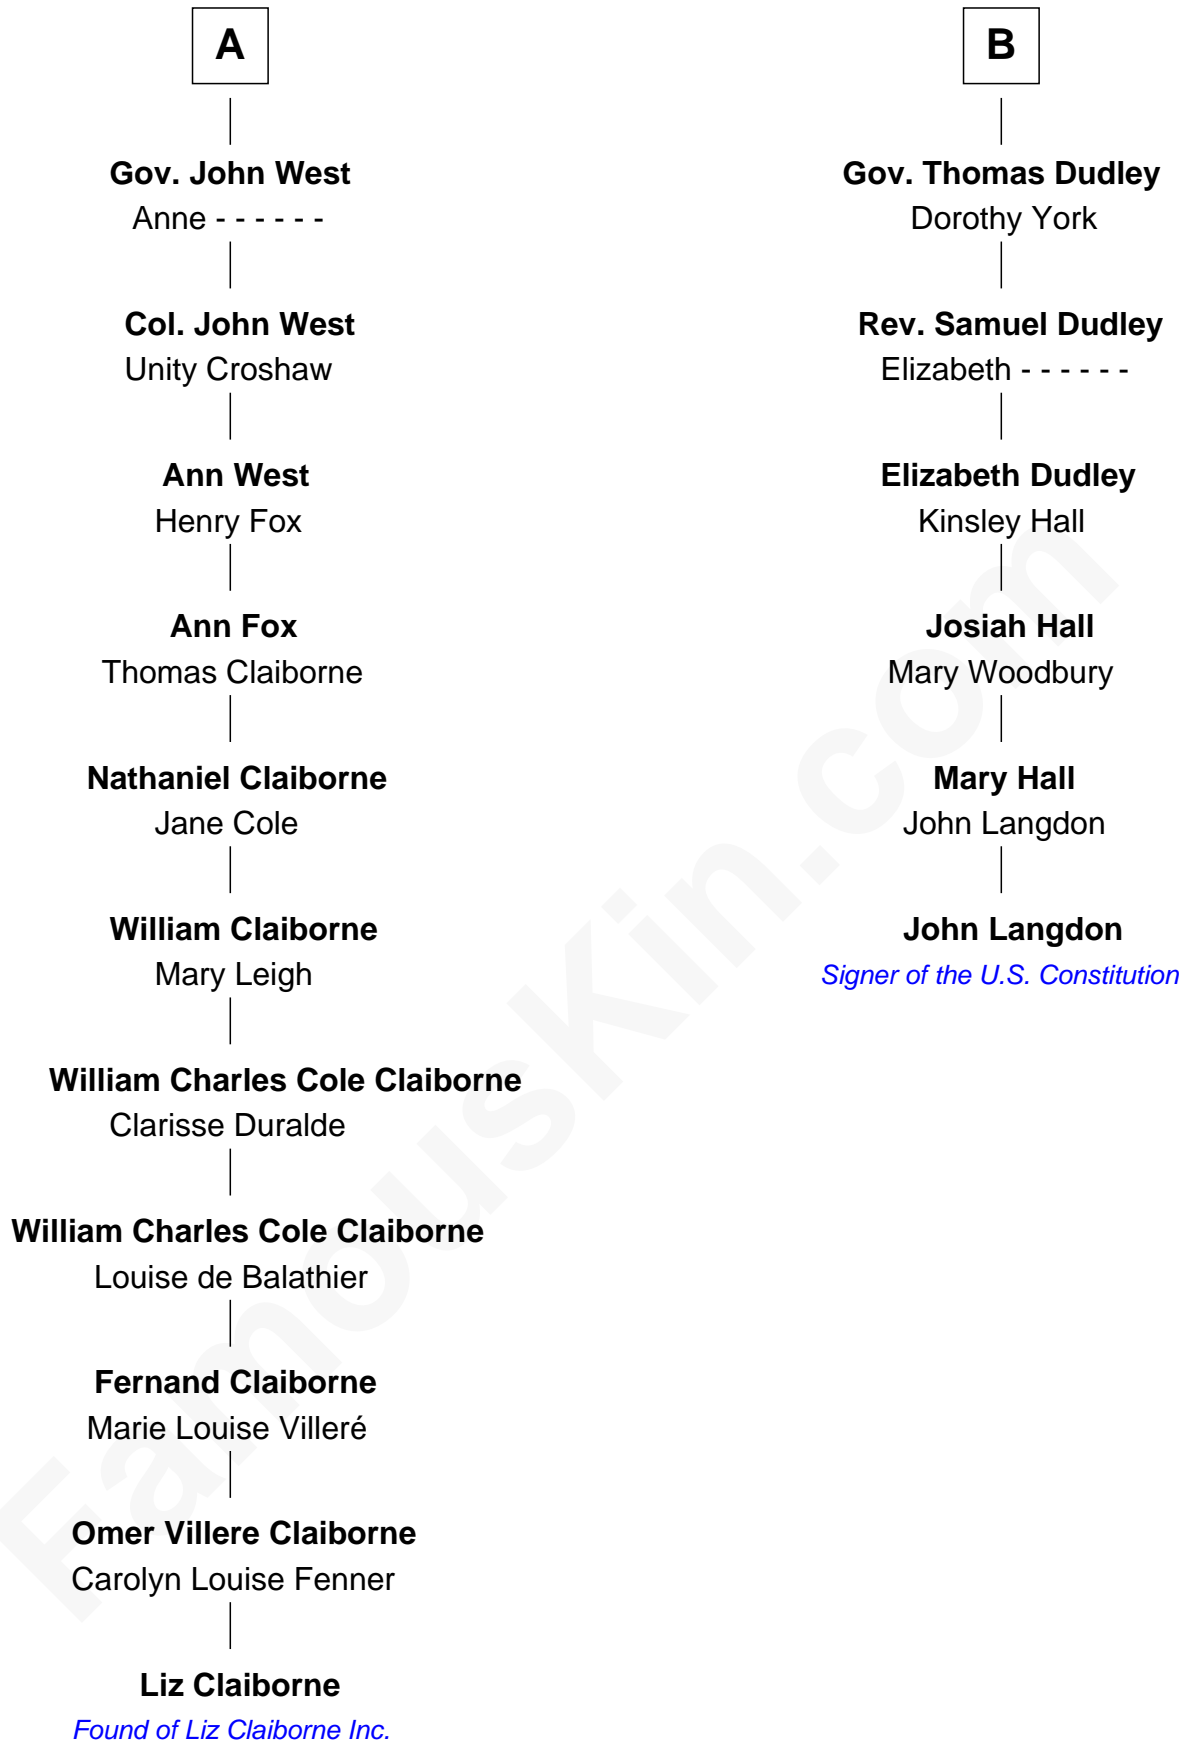 A
Gov. John West
Anne - - - - - -
Col. John West
Unity Croshaw
Ann West
Henry Fox
Ann Fox
Thomas Claiborne
Nathaniel Claiborne
Jane Cole
William Claiborne
Mary Leigh
William Charles Cole Claiborne
Clarisse Duralde
William Charles Cole Claiborne
Louise de Balathier
Fernand Claiborne
Marie Louise Villeré
Omer Villere Claiborne
Carolyn Louise Fenner
Liz Claiborne
Found of Liz Claiborne Inc.
B
Gov. Thomas Dudley
Dorothy York
Rev. Samuel Dudley
Elizabeth - - - - - -
Elizabeth Dudley
Kinsley Hall
Josiah Hall
Mary Woodbury
Mary Hall
John Langdon
John Langdon
Signer of the U.S. Constitution
FamousKin.com